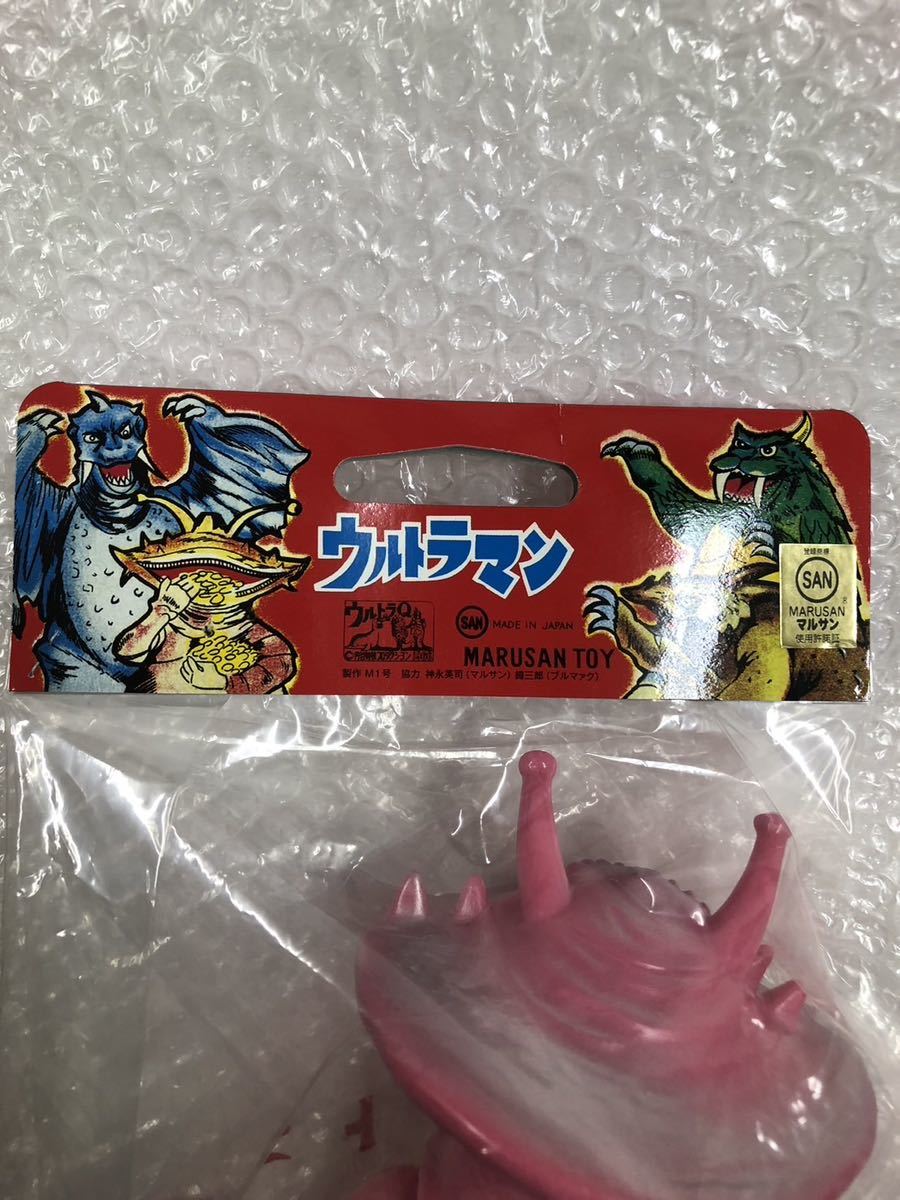 ウルトラマン
ウルトラQ
SAN
MADE IN JAPAN
MARUSAN TOY
製作 M1号 協力 神永英司(マルサン) 鐏三郎(ブルマァク)
登録商標
SAN
®
MARUSAN
マルサン
使用許諾証